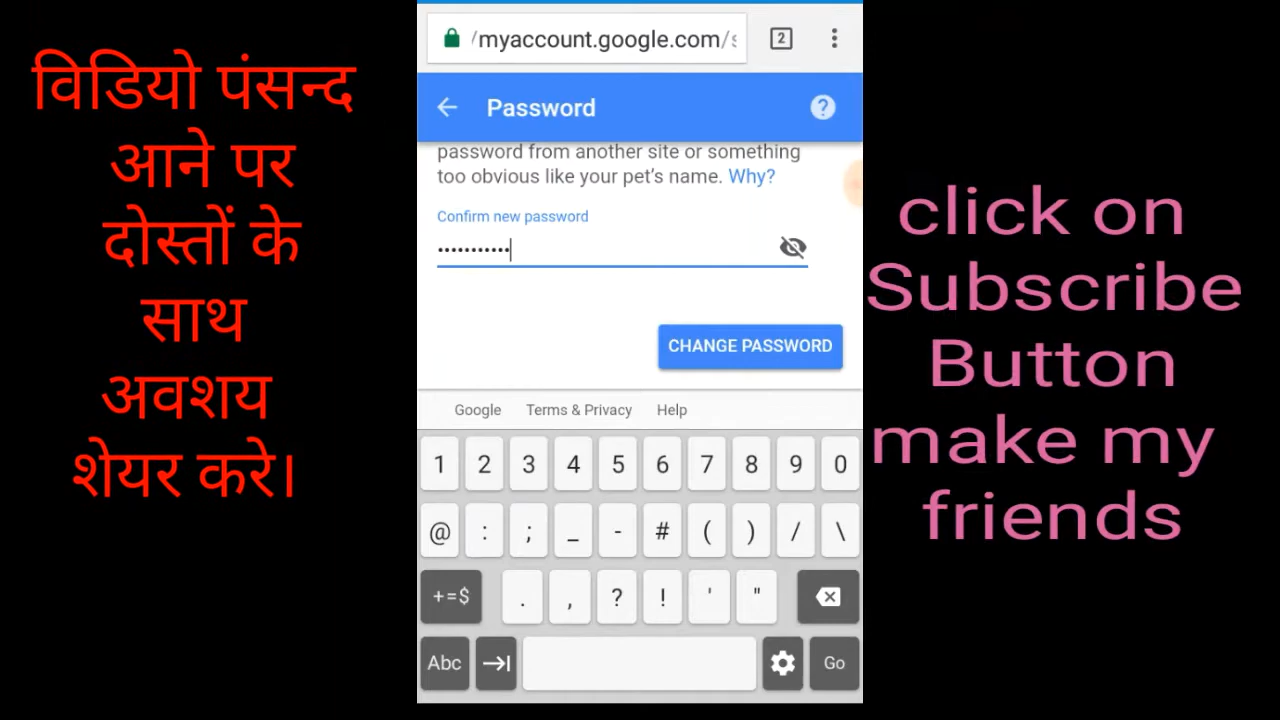 विडियो पंसन्द
आने पर
दोस्तों के
साथ
अवशय
शेयर करे।
/myaccount.google.com/s
2
Password
password from another site or something
too obvious like your pet's name. Why?
Confirm new password
CHANGE PASSWORD
Google Terms & Privacy Help
1 2 3 4 5 6 7 8 9 0
@ : ; _ - # ( ) / \
+=$ . , ? ! ' "
Abc Go
click on
Subscribe
Button
make my
friends